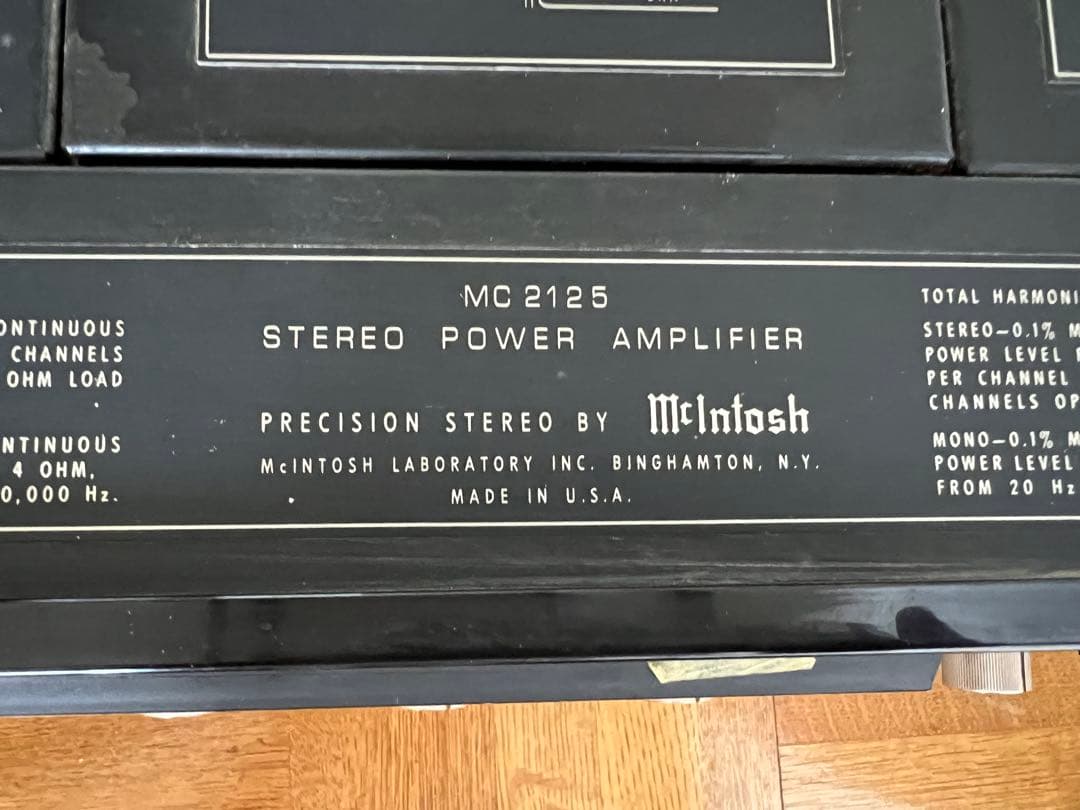 MC 2125
STEREO POWER AMPLIFIER
PRECISION STEREO BY McIntosh
McINTOSH LABORATORY INC. BINGHAMTON, N.Y.
MADE IN U.S.A.
ONTINUOUS
CHANNELS
OHM LOAD
NTINUOUS
4 OHM,
0,000 Hz.
TOTAL HARMONI
STEREO–0.1% M
POWER LEVEL
PER CHANNEL
CHANNELS OP
MONO–0.1% M
POWER LEVEL
FROM 20 Hz